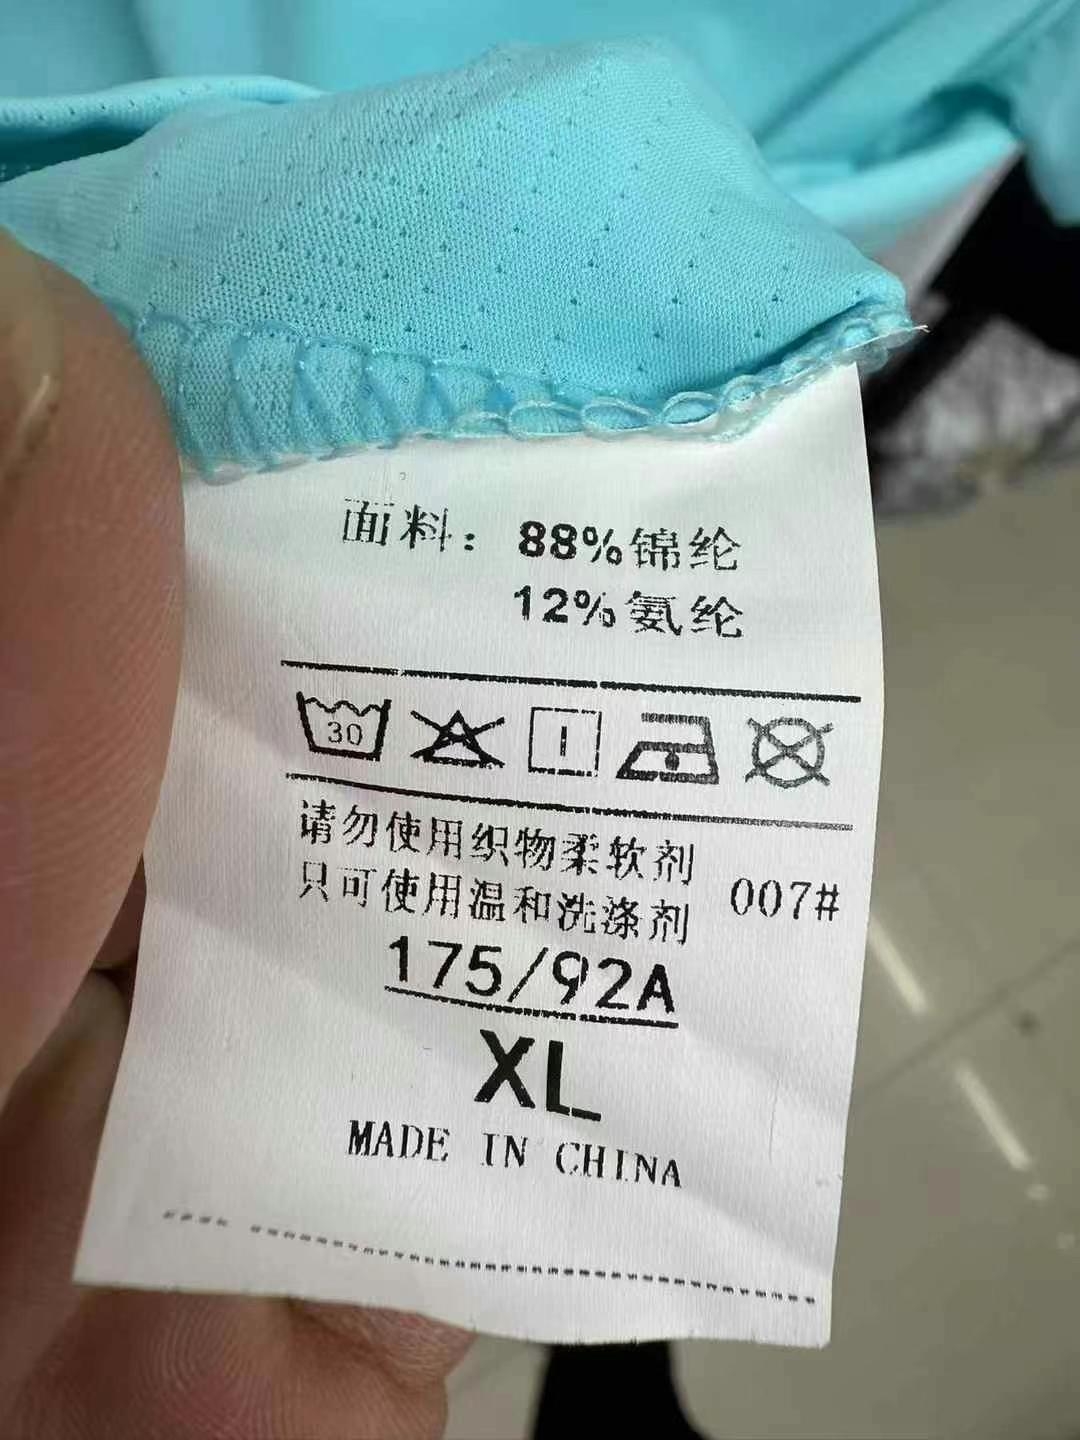 面料：88%锦纶
12%氨纶
30
请勿使用织物柔软剂
只可使用温和洗涤剂
007#
175/92A
XL
MADE IN CHINA